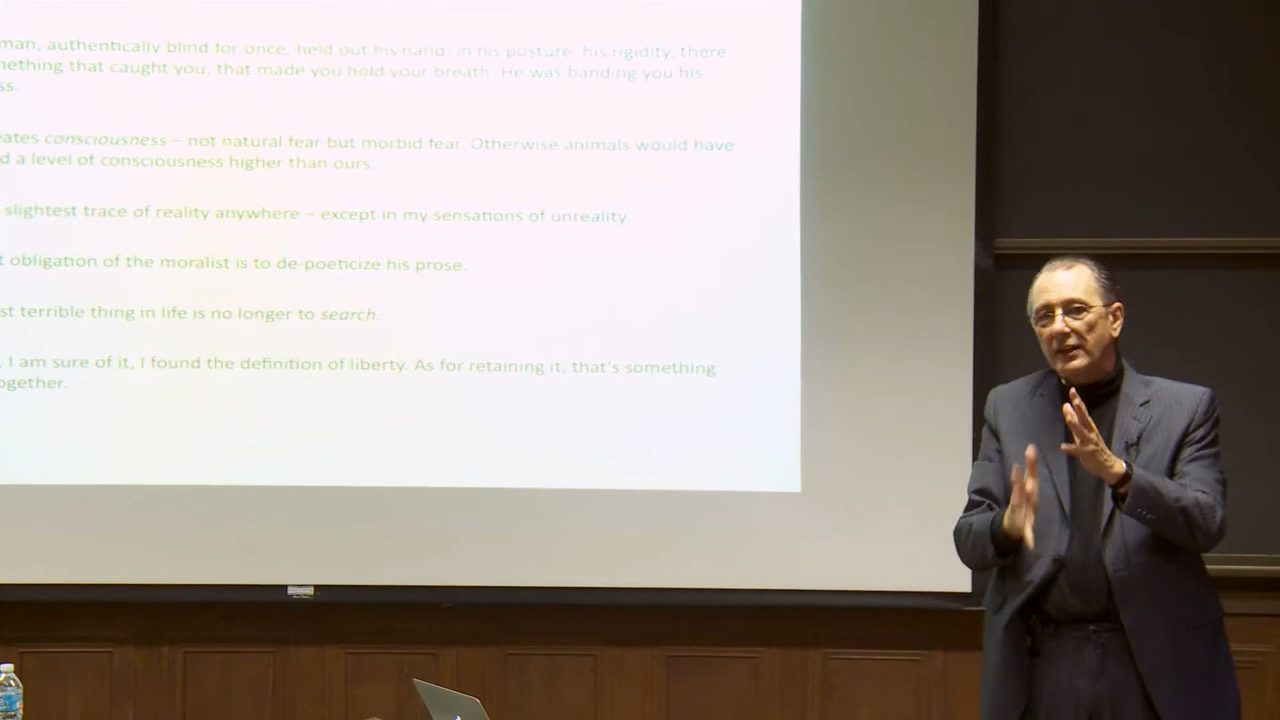 man, authentically blind for once, held out his hand, in his posture, his rigidity, there
mething that caught you, that made you hold your breath. He was handing you his
ss.
eates consciousness – not natural fear but morbid fear. Otherwise animals would have
d a level of consciousness higher than ours.
slightest trace of reality anywhere – except in my sensations of unreality.
t obligation of the moralist is to de-poeticize his prose.
st terrible thing in life is no longer to search.
, I am sure of it, I found the definition of liberty. As for retaining it, that's something
ogether.